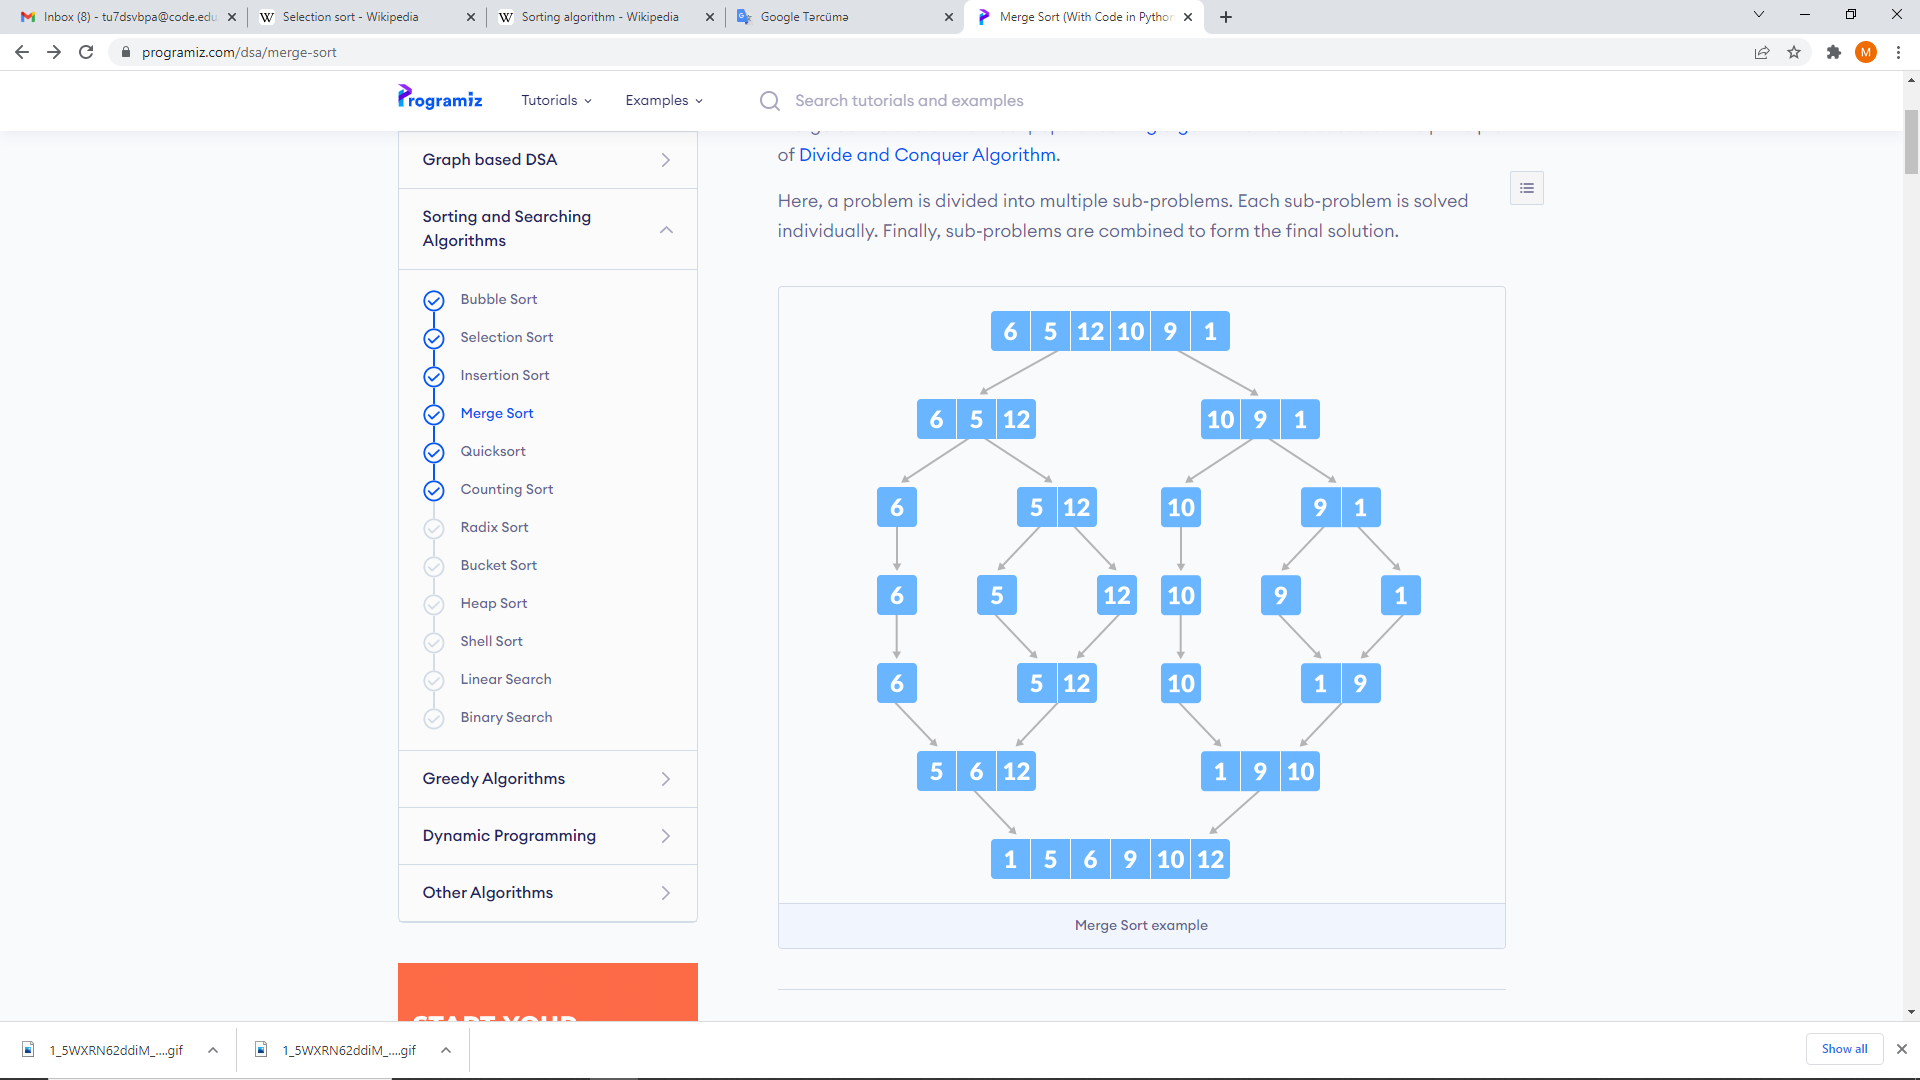 Inbox (8) - tu7dsvbpa@code.edu
Selection sort - Wikipedia
Sorting algorithm - Wikipedia
Google Tərcümə
Merge Sort (With Code in Python
programiz.com/dsa/merge-sort
M
Programiz
Tutorials
Examples
Search tutorials and examples
Graph based DSA
Sorting and Searching
Algorithms
Bubble Sort
Selection Sort
Insertion Sort
Merge Sort
Quicksort
Counting Sort
Radix Sort
Bucket Sort
Heap Sort
Shell Sort
Linear Search
Binary Search
Greedy Algorithms
Dynamic Programming
Other Algorithms
START YOUR
of Divide and Conquer Algorithm.
Here, a problem is divided into multiple sub-problems. Each sub-problem is solved
individually. Finally, sub-problems are combined to form the final solution.
6 5 12 10 9 1
6 5 12 10 9 1
6 5 12 10 9 1
6 5 12 10 9 1
6 5 12 10 1 9
5 6 12 1 9 10
1 5 6 9 10 12
Merge Sort example
1_5WXRN62ddiM_....gif
1_5WXRN62ddiM_....gif
Show all